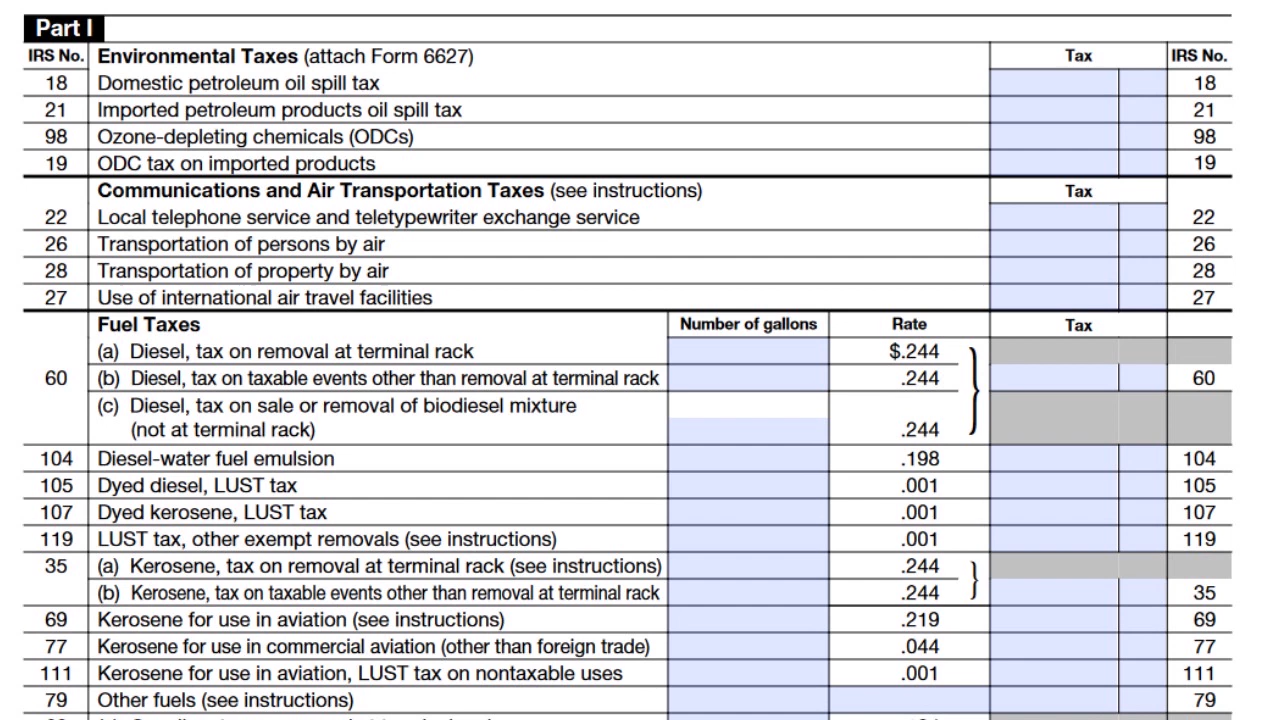 Part I
IRS No. Environmental Taxes (attach Form 6627) Tax IRS No.
18 Domestic petroleum oil spill tax 18
21 Imported petroleum products oil spill tax 21
98 Ozone-depleting chemicals (ODCs) 98
19 ODC tax on imported products 19
Communications and Air Transportation Taxes (see instructions) Tax
22 Local telephone service and teletypewriter exchange service 22
26 Transportation of persons by air 26
28 Transportation of property by air 28
27 Use of international air travel facilities 27
Fuel Taxes Number of gallons Rate Tax
(a) Diesel, tax on removal at terminal rack $.244
60 (b) Diesel, tax on taxable events other than removal at terminal rack .244 60
(c) Diesel, tax on sale or removal of biodiesel mixture
(not at terminal rack) .244
104 Diesel-water fuel emulsion .198 104
105 Dyed diesel, LUST tax .001 105
107 Dyed kerosene, LUST tax .001 107
119 LUST tax, other exempt removals (see instructions) .001 119
35 (a) Kerosene, tax on removal at terminal rack (see instructions) .244
(b) Kerosene, tax on taxable events other than removal at terminal rack .244 35
69 Kerosene for use in aviation (see instructions) .219 69
77 Kerosene for use in commercial aviation (other than foreign trade) .044 77
111 Kerosene for use in aviation, LUST tax on nontaxable uses .001 111
79 Other fuels (see instructions) 79